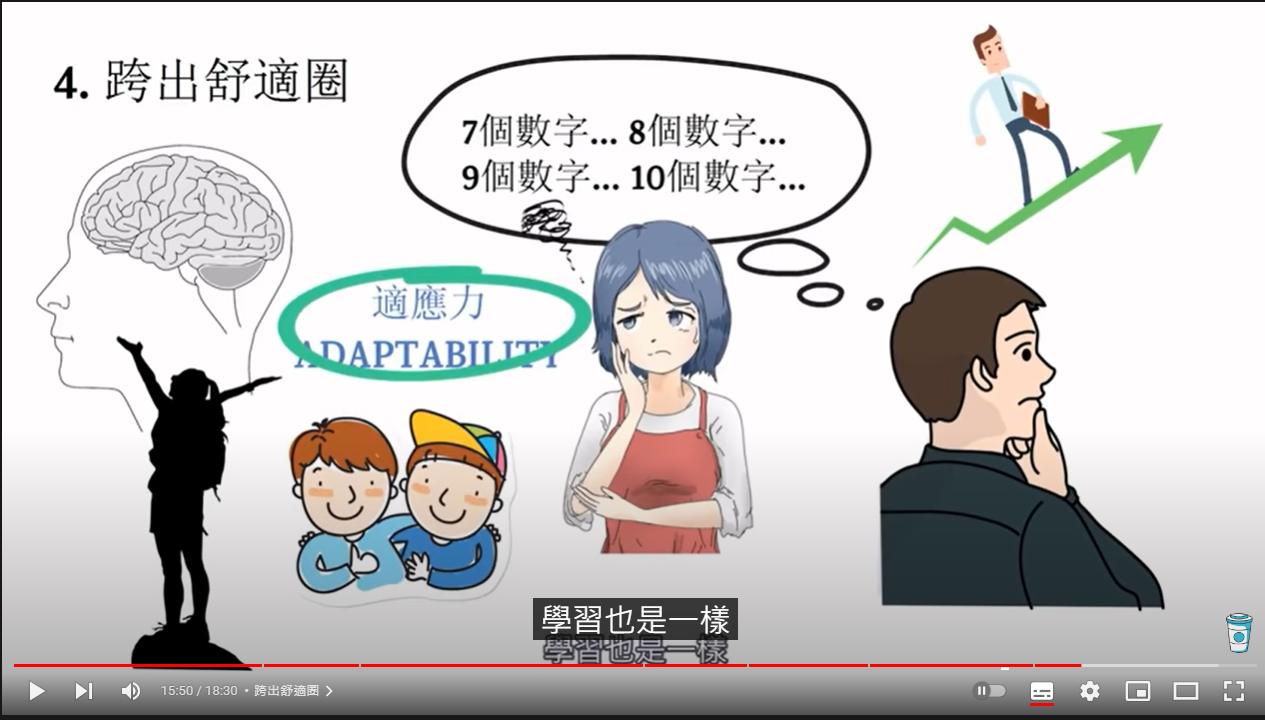 4. 跨出舒適圈
7個數字... 8個數字...
9個數字... 10個數字...
適應力
ADAPTABILITY
學習也是一樣
學習也是一樣
15:50 / 18:30 • 跨出舒適圈